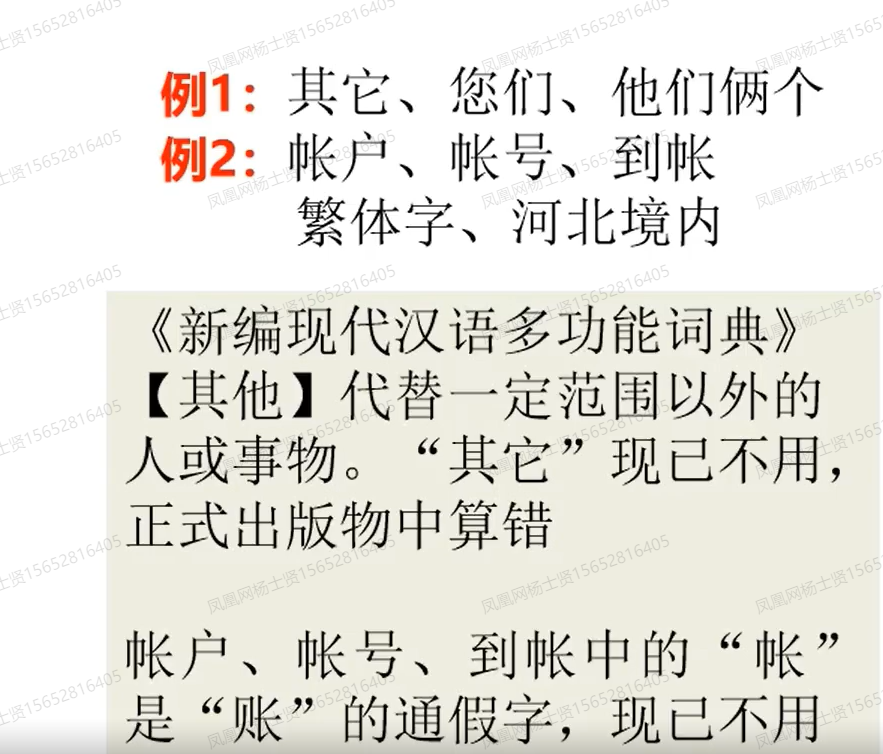 例1：其它、您们、他们俩个
例2：帐户、帐号、到帐
繁体字、河北境内
《新编现代汉语多功能词典》
【其他】代替一定范围以外的
人或事物。“其它”现已不用，
正式出版物中算错
帐户、帐号、到帐中的“帐”
是“账”的通假字，现已不用
凤凰网杨士贤15652816405